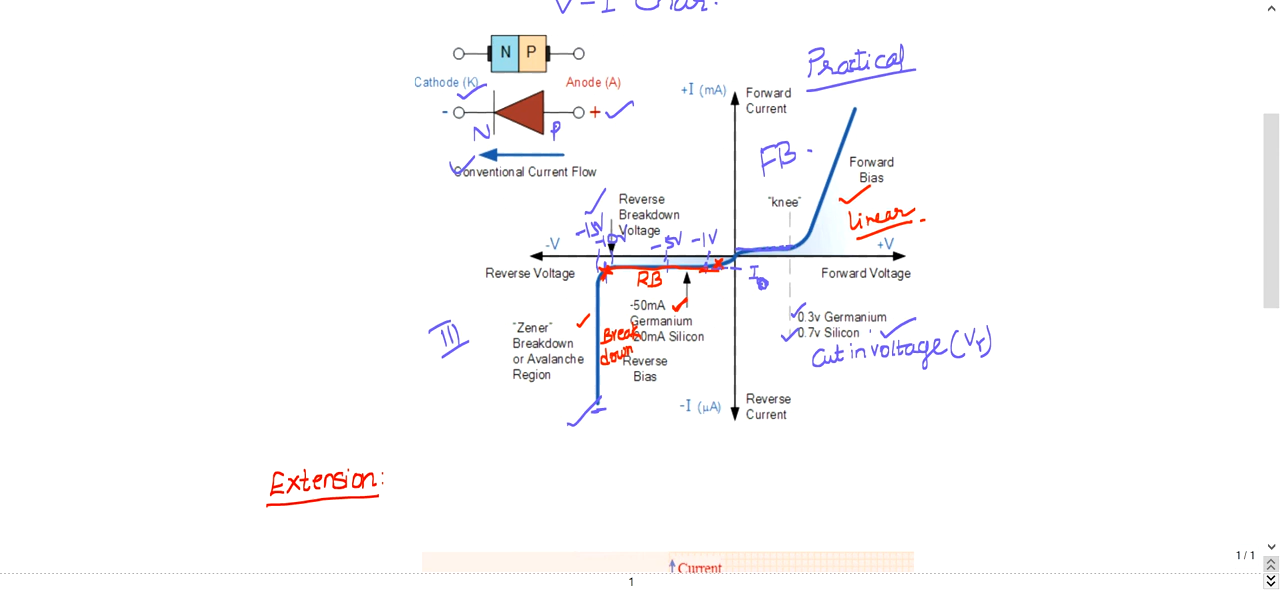 V-I Char.
N P
Cathode (K)
Anode (A)
- +
N P
Conventional Current Flow
Pratical
+I (mA)
Forward
Current
FB
Forward
Bias
"knee"
Linear
Reverse
Breakdown
Voltage
-15V -10V -5V -1V
-V
+V
Reverse Voltage
Forward Voltage
RB
I₀
-50mA
Germanium
-20mA Silicon
Reverse
Bias
Break
down
"Zener"
Breakdown
or Avalanche
Region
III
0.3v Germanium
0.7v Silicon
Cut in voltage (Vγ)
-I (μA)
Reverse
Current
Extension:
Current
1 / 1
1